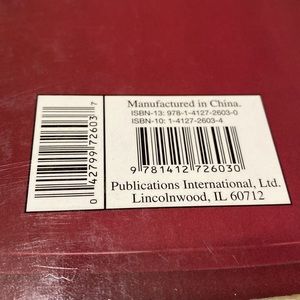 Manufactured in China.
ISBN-13: 978-1-4127-2603-0
ISBN-10: 1-4127-2603-4
9 781412 726030
Publications International, Ltd.
Lincolnwood, IL 60712
0 42799 72603 7